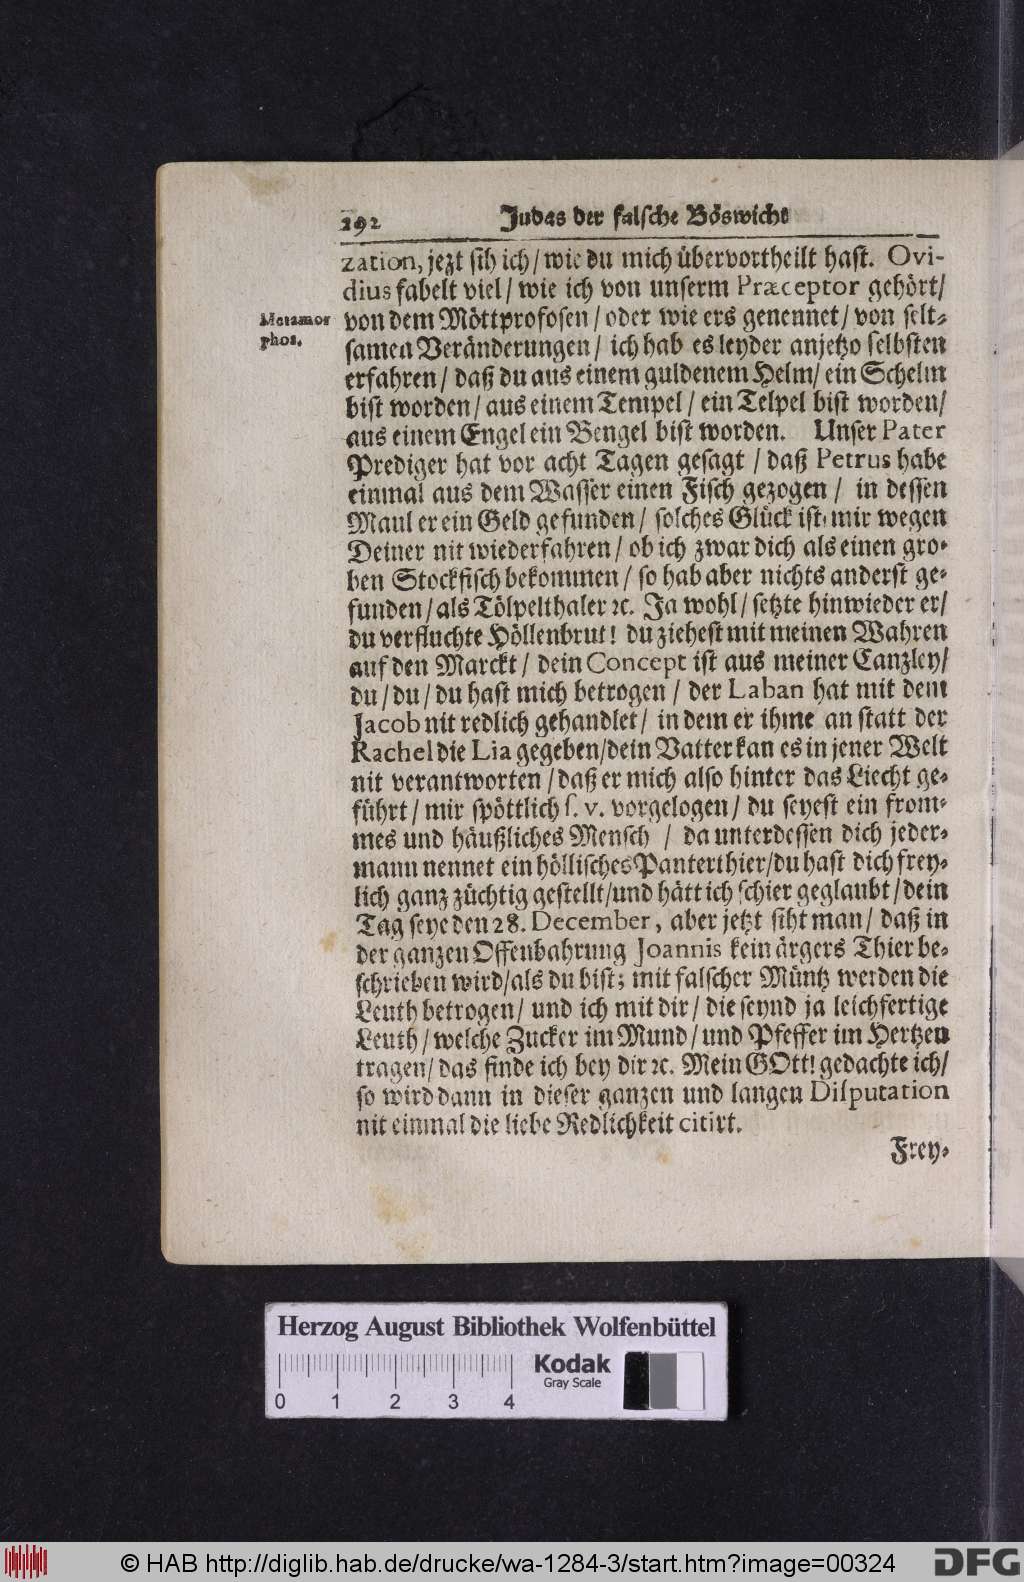 292
Judas der falsche Böswicht
zation, jezt sih ich / wie du mich übervortheilt hast. Ovi-
dius fabelt viel / wie ich von unserm Præceptor gehört /
Metamor
phos.
von dem Möttprofosen / oder wie ers genennet / von selt-
samen Veränderungen / ich hab es leyder anjetzo selbsten
erfahren / daß du aus einem guldenem Helm / ein Schelm
bist worden / aus einem Tempel / ein Telpel bist worden /
aus einem Engel ein Bengel bist worden. Unser Pater
Prediger hat vor acht Tagen gesagt / daß Petrus habe
einmal aus dem Wasser einen Fisch gezogen / in dessen
Maul er ein Geld gefunden / solches Glück ist mir wegen
Deiner nit wiederfahren / ob ich zwar dich als einen gro-
ben Stockfisch bekommen / so hab aber nichts anderst ge-
funden / als Tölpelthaler ꝛc. Ja wohl / setzte hinwieder er /
du verfluchte Höllenbrut! du ziehest mit meinen Wahren
auf den Marckt / dein Concept ist aus meiner Canzley /
du / du / du hast mich betrogen / der Laban hat mit dem
Jacob nit redlich gehandlet / in dem er ihme an statt der
Rachel die Lia gegeben / dein Vatter kan es in jener Welt
nit verantworten / daß er mich also hinter das Liecht ge-
führt / mir spöttlich ſ. v. vorgelogen / du seyest ein from-
mes und häußliches Mensch / da unterdessen dich jeder-
mann nennet ein höllisches Panterthier / du hast dich frey-
lich ganz züchtig gestellt / und hätt ich schier geglaubt / dein
Tag seye den 28. December, aber jetzt siht man / daß in
der ganzen Offenbahrung Joannis kein ärgers Thier be-
schrieben wird / als du bist; mit falscher Müntz werden die
Leuth betrogen / und ich mit dir / die seynd ja leichfertige
Leuth / welche Zucker im Mund / und Pfeffer im Hertzen
tragen / das finde ich bey dir ꝛc. Mein GOtt! gedachte ich /
so wird dann in dieser ganzen und langen Disputation
nit einmal die liebe Redlichkeit citirt.
Frey-
Herzog August Bibliothek Wolfenbüttel
0 1 2 3 4
Kodak
Gray Scale
© HAB http://diglib.hab.de/drucke/wa-1284-3/start.htm?image=00324
DFG